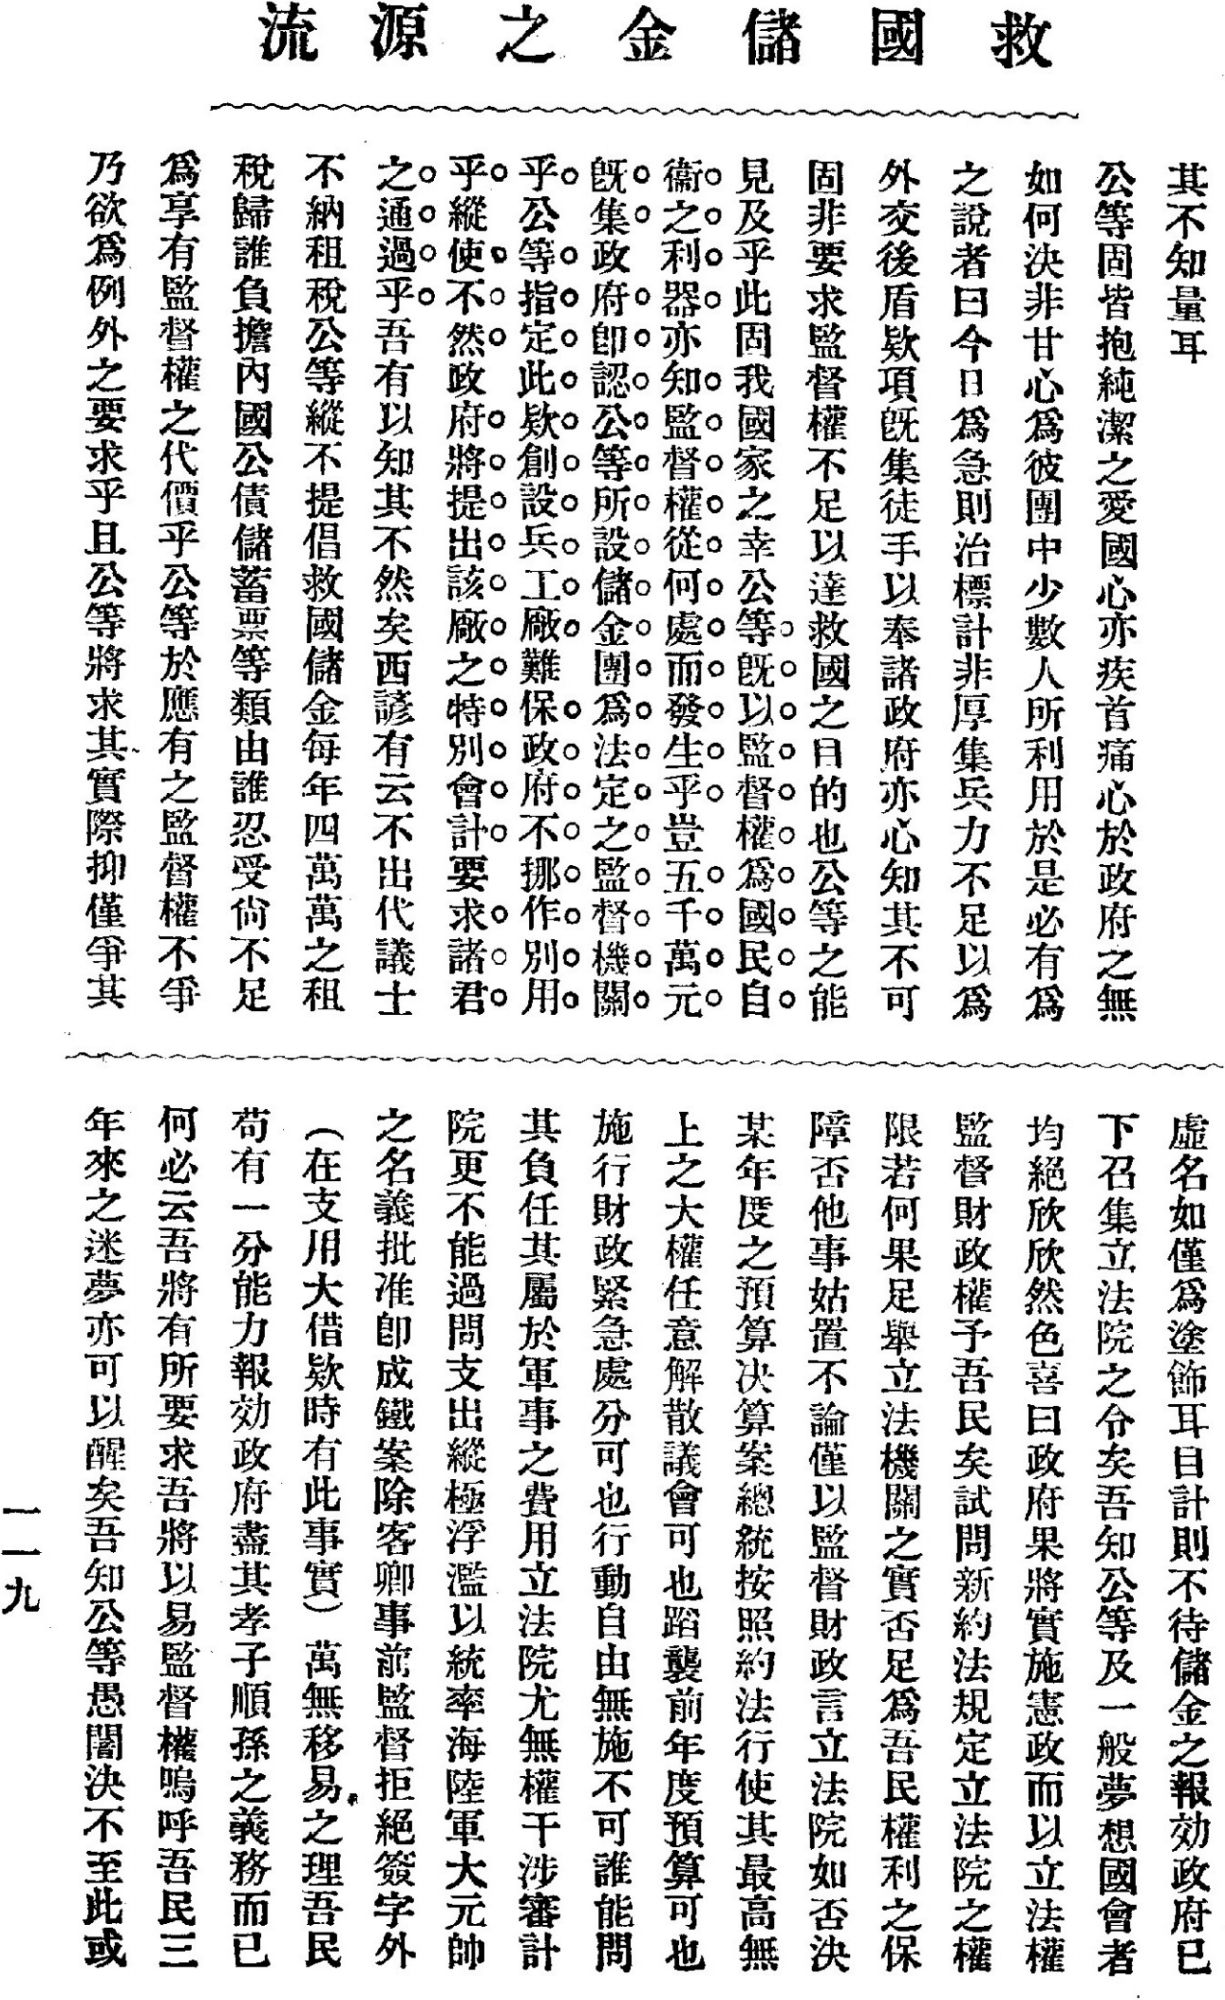 救國儲金之源流
其不知量耳
公等固皆抱純潔之愛國心亦疾首痛心於政府之無
如何決非甘心爲彼團中少數人所利用於是必有爲
之說者曰今日爲急則治標計非厚集兵力不足以爲
外交後盾欵項旣集徒手以奉諸政府亦心知其不可
固非要求監督權不足以達救國之目的也公等之能
見及乎此固我國家之幸公等旣以監督權爲國民自
衞之利器亦知監督權從何處而發生乎豈五千萬元
旣集政府卽認公等所設儲金團爲法定之監督機關
乎公等指定此欵創設兵工廠難保政府不挪作別用
乎縱使不然政府將提出該廠之特別會計要求諸君
之通過乎吾有以知其不然矣西諺有云不出代議士
不納租稅公等縱不提倡救國儲金每年四萬萬之租
稅歸誰負擔內國公債儲蓄票等類由誰忍受尙不足
爲享有監督權之代價乎公等於應有之監督權不爭
乃欲爲例外之要求乎且公等將求其實際抑僅爭其
虛名如僅爲塗飾耳目計則不待儲金之報効政府已
下召集立法院之令矣吾知公等及一般夢想國會者
均絕欣欣然色喜曰政府果將實施憲政而以立法權
監督財政權予吾民矣試問新約法規定立法院之權
限若何果足舉立法機關之實否足爲吾民權利之保
障否他事姑置不論僅以監督財政言立法院如否決
某年度之預算决算案總統按照約法行使其最高無
上之大權任意解散議會可也蹈襲前年度預算可也
施行財政緊急處分可也行動自由無施不可誰能問
其負任其屬於軍事之費用立法院尤無權干涉審計
院更不能過問支出縱極浮濫以統率海陸軍大元帥
之名義批准卽成鐵案除客卿事前監督拒絕簽字外
（在支用大借欵時有此事實）萬無移易之理吾民
苟有一分能力報効政府盡其孝子順孫之義務而已
何必云吾將有所要求吾將以易監督權嗚呼吾民三
年來之迷夢亦可以醒矣吾知公等愚闇決不至此或
一一九